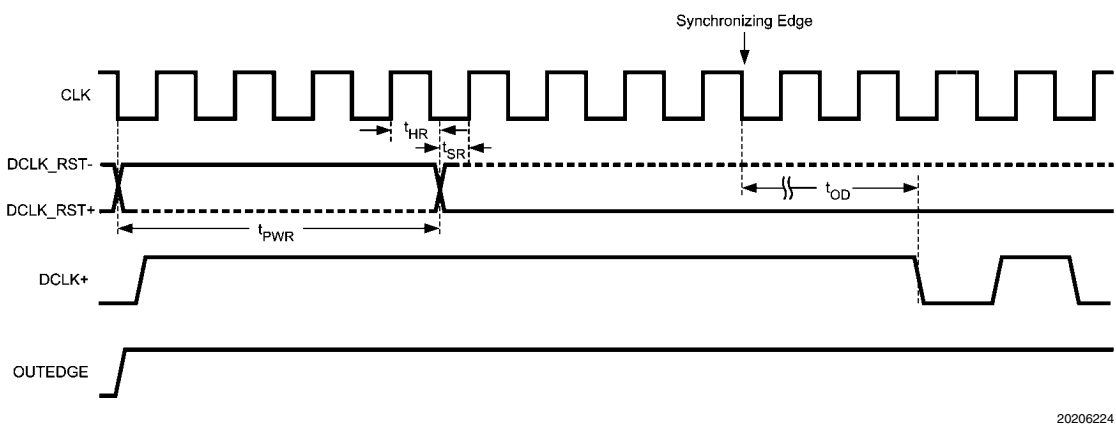 Synchronizing Edge
CLK
tHR
tSR
DCLK_RST-
DCLK_RST+
tOD
tPWR
DCLK+
OUTEDGE
20206224